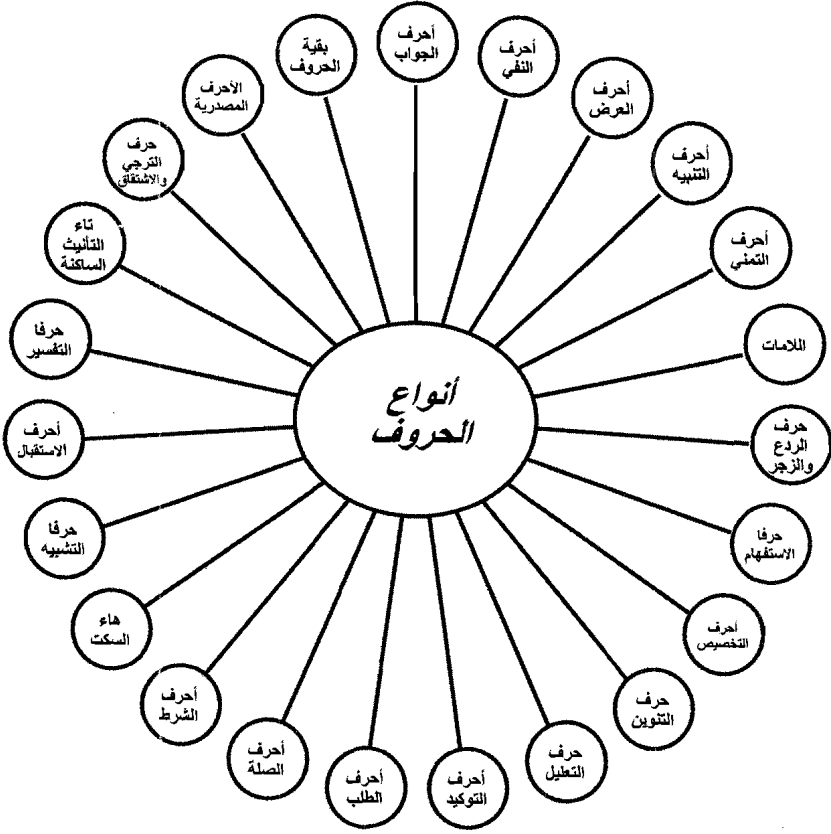 أنواع
الحروف
أحرف
الجواب
أحرف
النفي
أحرف
العرض
أحرف
التنبيه
أحرف
التمني
اللامات
حرف
الردع
والزجر
حرفا
الاستفهام
أحرف
التخصيص
حرف
التنوين
حرف
التعليل
أحرف
التوكيد
أحرف
الطلب
أحرف
الصلة
أحرف
الشرط
هاء
السكت
حرفا
التشبيه
أحرف
الاستقبال
حرفا
التفسير
تاء
التأنيث
الساكنة
حرف
الترجي
والاشتقاق
الأحرف
المصدرية
بقية
الحروف